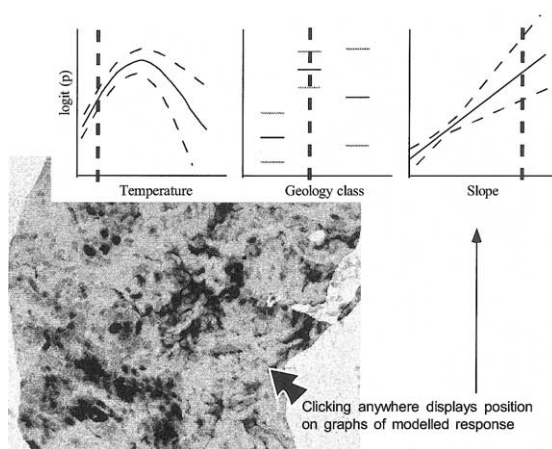 logit (p)
Temperature
Geology class
Slope
Clicking anywhere displays position
on graphs of modelled response